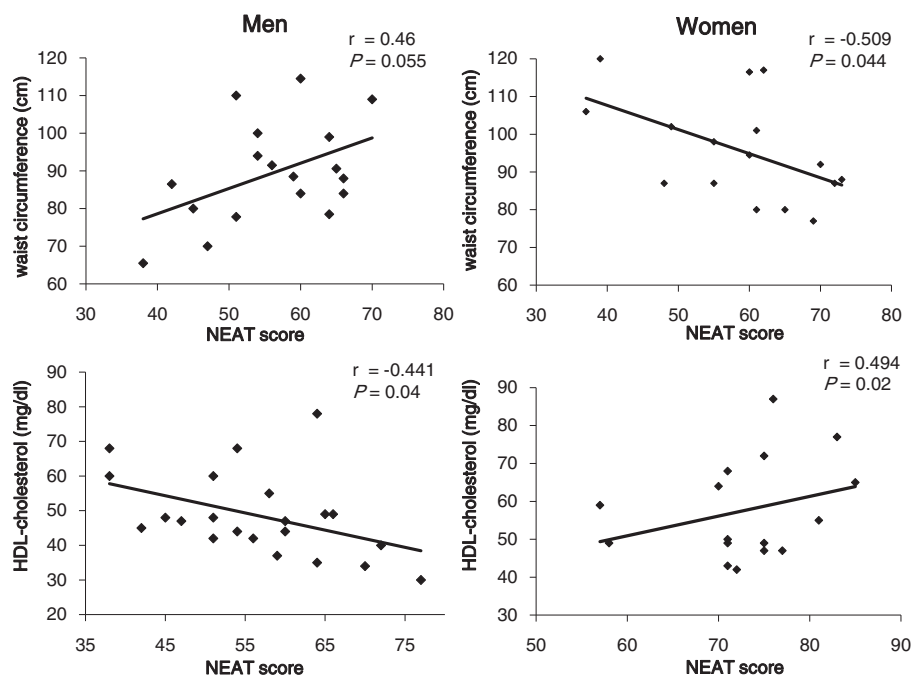 Men
r = 0.46
P = 0.055
waist circumference (cm)
120
110
100
90
80
70
60
30 40 50 60 70 80
NEAT score
Women
r = -0.509
P = 0.044
waist circumference (cm)
120
110
100
90
80
70
60
30 40 50 60 70 80
NEAT score
r = -0.441
P = 0.04
HDL-cholesterol (mg/dl)
90
80
70
60
50
40
30
20
35 45 55 65 75
NEAT score
r = 0.494
P = 0.02
HDL-cholesterol (mg/dl)
90
80
70
60
50
40
30
50 60 70 80 90
NEAT score